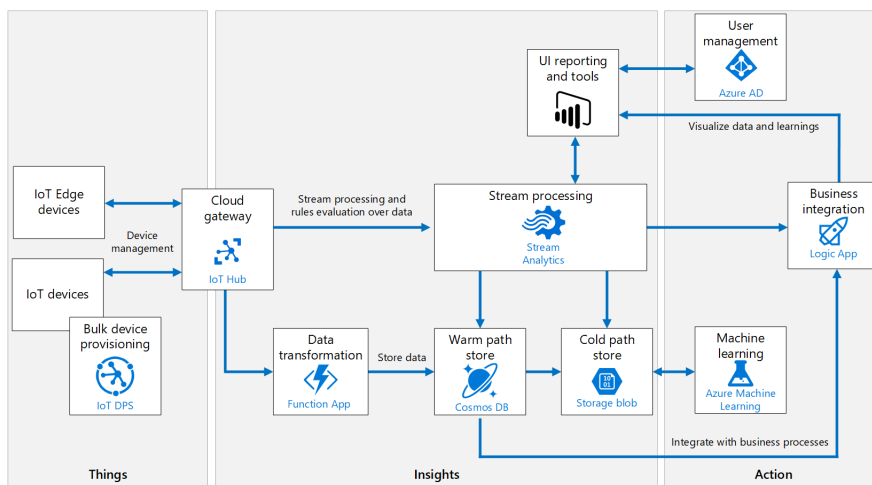 User
management
Azure AD
UI reporting
and tools
Visualize data and learnings
IoT Edge
devices
Device
management
IoT devices
Bulk device
provisioning
IoT DPS
Cloud
gateway
IoT Hub
Stream processing and
rules evaluation over data
Stream processing
Stream
Analytics
Business
integration
Logic App
Data
transformation
Function App
Store data
Warm path
store
Cosmos DB
Cold path
store
10
01
Storage blob
Machine
learning
Azure Machine
Learning
Integrate with business processes
Things
Insights
Action